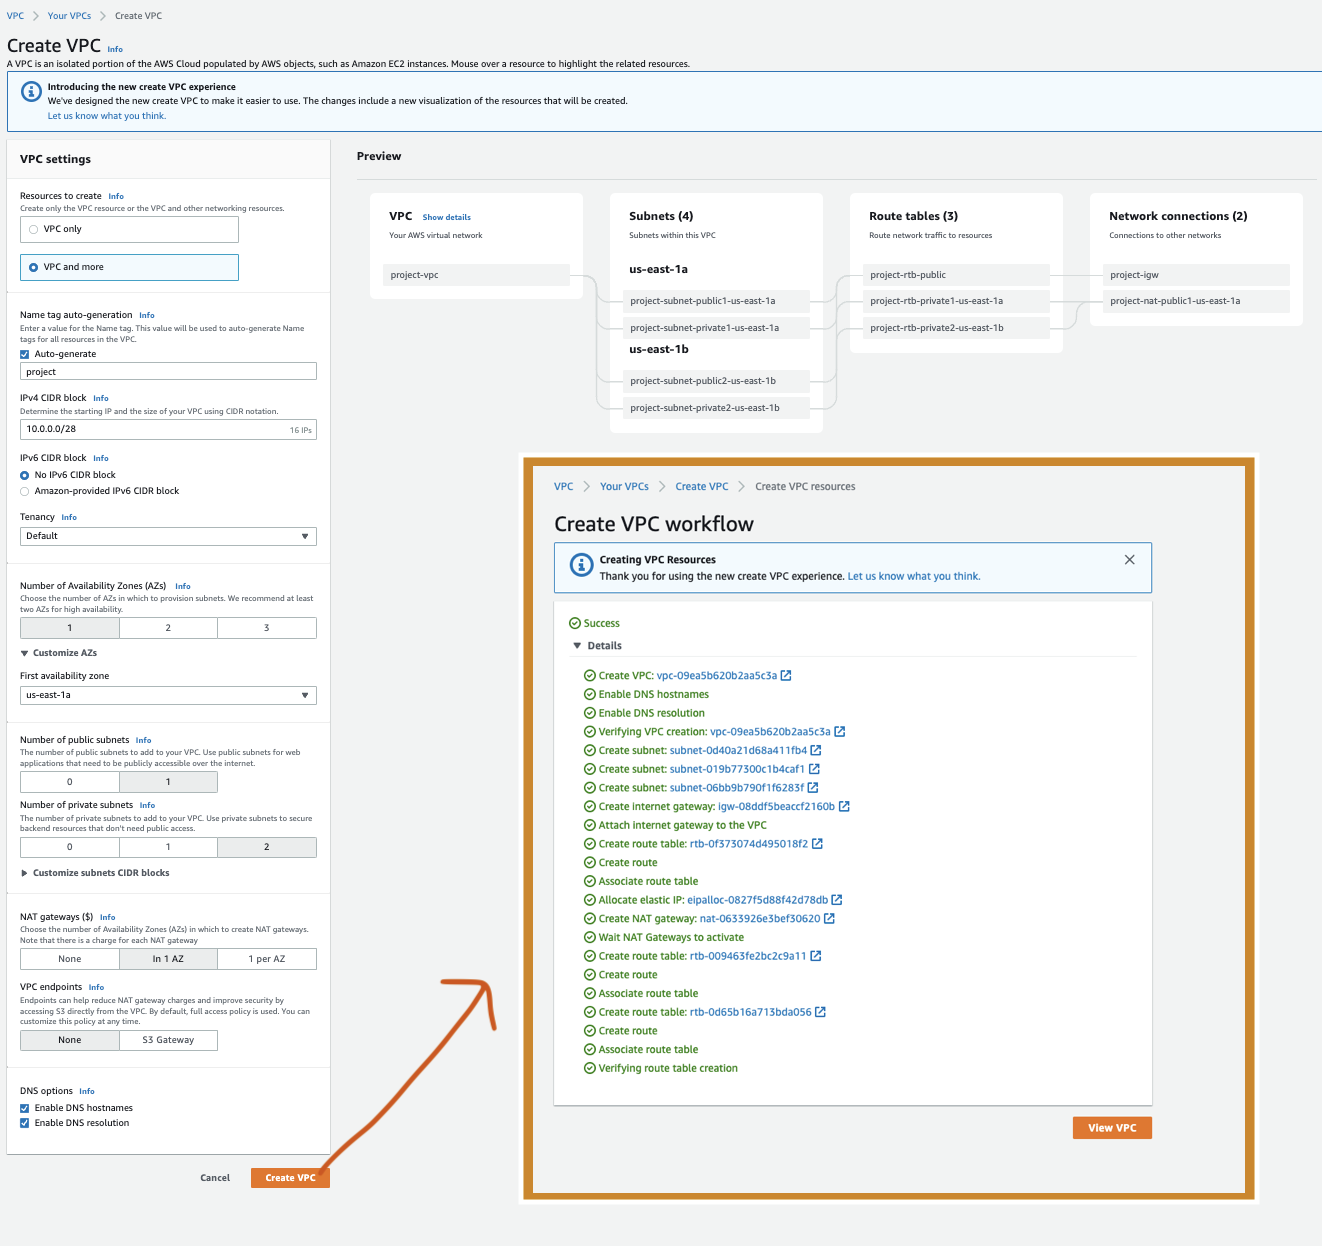 VPC > Your VPCs > Create VPC
Create VPC Info
A VPC is an isolated portion of the AWS Cloud populated by AWS objects, such as Amazon EC2 instances. Mouse over a resource to highlight the related resources.
Introducing the new create VPC experience
We've designed the new create VPC to make it easier to use. The changes include a new visualization of the resources that will be created.
Let us know what you think.
VPC settings
Resources to create Info
Create only the VPC resource or the VPC and other networking resources.
VPC only
VPC and more
Name tag auto-generation Info
Enter a value for the Name tag. This value will be used to auto-generate Name
tags for all resources in the VPC.
Auto-generate
project
IPv4 CIDR block Info
Determine the starting IP and the size of your VPC using CIDR notation.
10.0.0.0/28 16 IPs
IPv6 CIDR block Info
No IPv6 CIDR block
Amazon-provided IPv6 CIDR block
Tenancy Info
Default
Number of Availability Zones (AZs) Info
Choose the number of AZs in which to provision subnets. We recommend at least
two AZs for high availability.
1 2 3
Customize AZs
First availability zone
us-east-1a
Number of public subnets Info
The number of public subnets to add to your VPC. Use public subnets for web
applications that need to be publicly accessible over the internet.
0 1
Number of private subnets Info
The number of private subnets to add to your VPC. Use private subnets to secure
backend resources that don't need public access.
0 1 2
Customize subnets CIDR blocks
NAT gateways ($) Info
Choose the number of Availability Zones (AZs) in which to create NAT gateways.
Note that there is a charge for each NAT gateway
None In 1 AZ 1 per AZ
VPC endpoints Info
Endpoints can help reduce NAT gateway charges and improve security by
accessing S3 directly from the VPC. By default, full access policy is used. You can
customize this policy at any time.
None S3 Gateway
DNS options Info
Enable DNS hostnames
Enable DNS resolution
Cancel Create VPC
Preview
VPC Show details
Your AWS virtual network
project-vpc
Subnets (4)
Subnets within this VPC
us-east-1a
project-subnet-public1-us-east-1a
project-subnet-private1-us-east-1a
us-east-1b
project-subnet-public2-us-east-1b
project-subnet-private2-us-east-1b
Route tables (3)
Route network traffic to resources
project-rtb-public
project-rtb-private1-us-east-1a
project-rtb-private2-us-east-1b
Network connections (2)
Connections to other networks
project-igw
project-nat-public1-us-east-1a
VPC > Your VPCs > Create VPC > Create VPC resources
Create VPC workflow
Creating VPC Resources
Thank you for using the new create VPC experience. Let us know what you think.
Success
Details
Create VPC: vpc-09ea5b620b2aa5c3a
Enable DNS hostnames
Enable DNS resolution
Verifying VPC creation: vpc-09ea5b620b2aa5c3a
Create subnet: subnet-0d40a21d68a411fb4
Create subnet: subnet-019b77300c1b4caf1
Create subnet: subnet-06bb9b790f1f6283f
Create internet gateway: igw-08ddf5beaccf2160b
Attach internet gateway to the VPC
Create route table: rtb-0f373074d495018f2
Create route
Associate route table
Allocate elastic IP: eipalloc-0827f5d88f42d78db
Create NAT gateway: nat-0633926e3bef30620
Wait NAT Gateways to activate
Create route table: rtb-009463fe2bc2c9a11
Create route
Associate route table
Create route table: rtb-0d65b16a713bda056
Create route
Associate route table
Verifying route table creation
View VPC